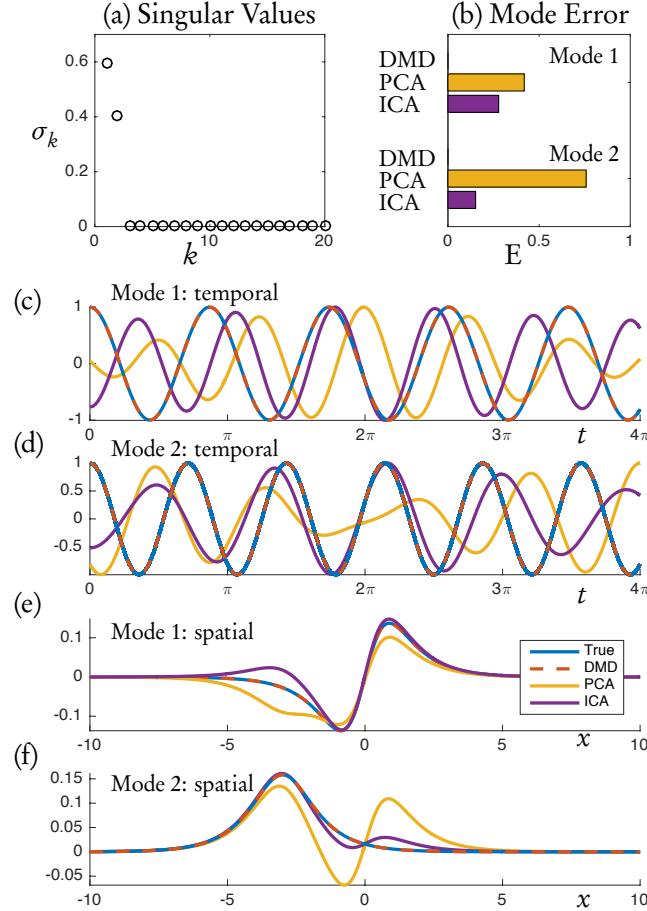 (a) Singular Values
0.6
0.4
σk
0.2
0
0
10
20
k
(b) Mode Error
DMD
Mode 1
PCA
ICA
DMD
Mode 2
PCA
ICA
0
0.5
1
E
(c)
Mode 1: temporal
1
0
-1
0
π
2π
3π
4π
t
(d)
Mode 2: temporal
1
0.5
0
-0.5
0
π
2π
3π
4π
t
(e)
Mode 1: spatial
0.1
0
-0.1
True
DMD
PCA
ICA
-10
-5
0
5
10
x
(f)
Mode 2: spatial
0.15
0.1
0.05
0
-0.05
-10
-5
0
5
10
x